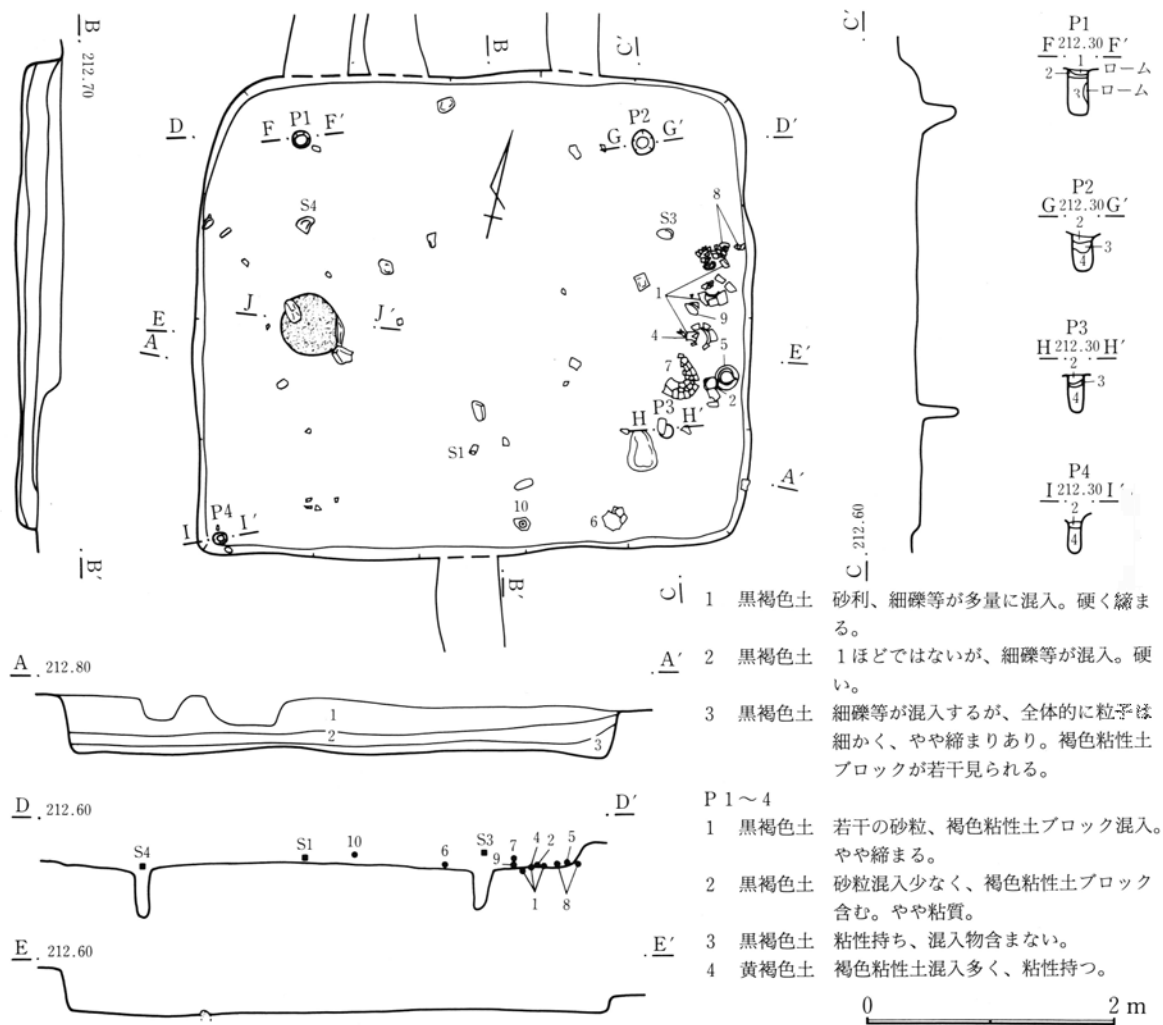 B
212.70
B'
B
C'
D
F P1 F'
P2
G G'
D'
S4
S3
8
1
9
4
5
7
2
J
J'
E
A
E'
H P3 H'
S1
A'
10
6
P4
I I'
B'
C
C'
C 212.60
P1
F 212.30 F'
1
2
3
ローム
ローム
P2
G 212.30 G'
2
3
4
P3
H 212.30 H'
2
3
4
P4
I 212.30 I'
2
4
A 212.80
A'
1
2
3
D 212.60
D'
S4
S1
10
6
S3
7
9
4
2
5
1
8
E 212.60
E'
1 黒褐色土 砂利、細礫等が多量に混入。硬く締ま
る。
2 黒褐色土 1ほどではないが、細礫等が混入。硬
い。
3 黒褐色土 細礫等が混入するが、全体的に粒子は
細かく、やや締まりあり。褐色粘性土
ブロックが若干見られる。
P 1～4
1 黒褐色土 若干の砂粒、褐色粘性土ブロック混入。
やや締まる。
2 黒褐色土 砂粒混入少なく、褐色粘性土ブロック
含む。やや粘質。
3 黒褐色土 粘性持ち、混入物含まない。
4 黄褐色土 褐色粘性土混入多く、粘性持つ。
0 2 m